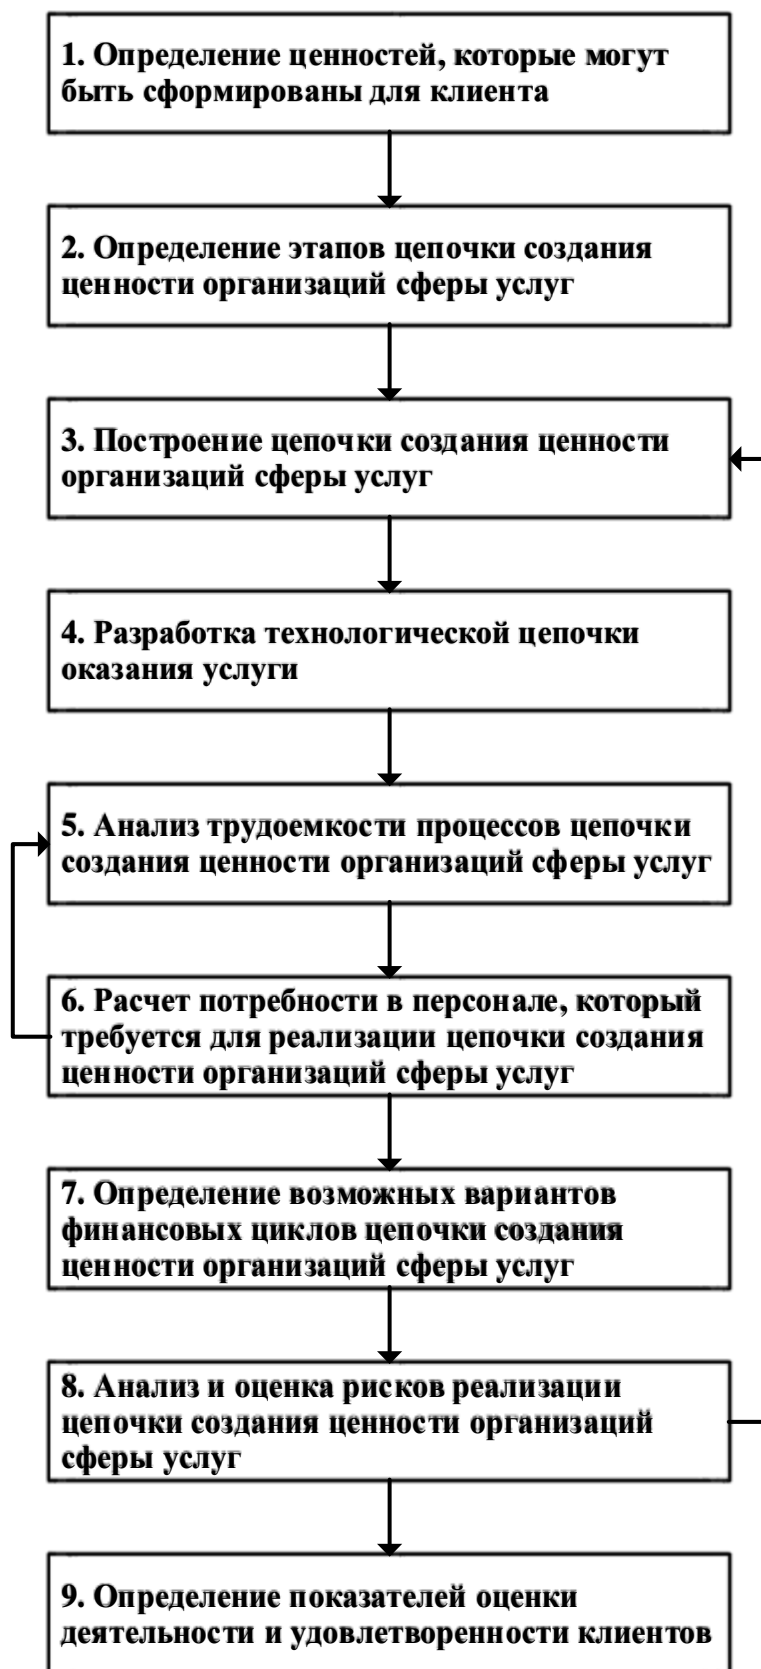 1. Определение ценностей, которые могут
быть сформированы для клиента
2. Определение этапов цепочки создания
ценности организаций сферы услуг
3. Построение цепочки создания ценности
организаций сферы услуг
4. Разработка технологической цепочки
оказания услуги
5. Анализ трудоемкости процессов цепочки
создания ценности организаций сферы услуг
6. Расчет потребности в персонале, который
требуется для реализации цепочки создания
ценности организаций сферы услуг
7. Определение возможных вариантов
финансовых циклов цепочки создания
ценности организаций сферы услуг
8. Анализ и оценка рисков реализации
цепочки создания ценности организаций
сферы услуг
9. Определение показателей оценки
деятельности и удовлетворенности клиентов